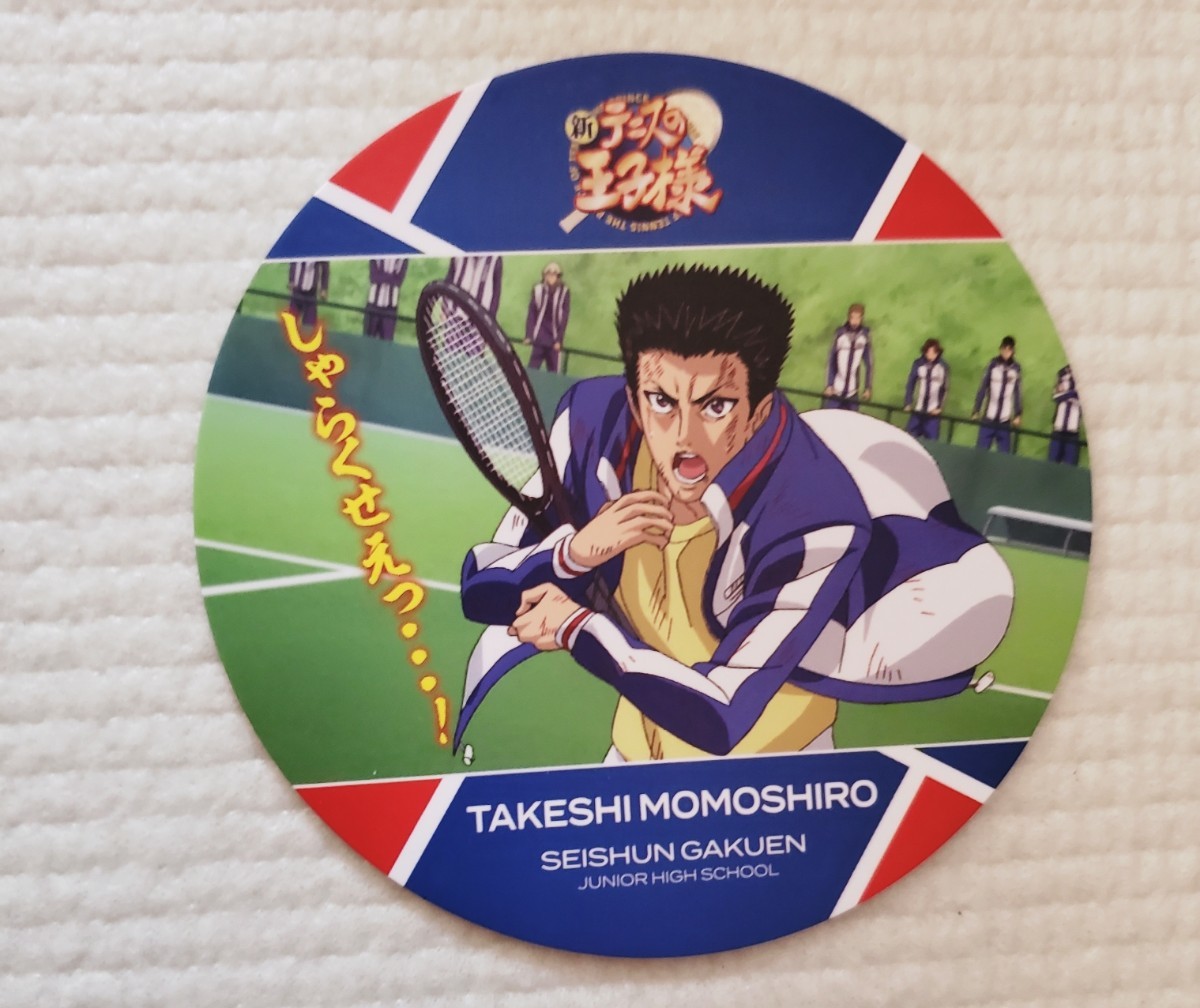 新テニスの
王子様
しゃらくせえっ・・・!
TAKESHI MOMOSHIRO
SEISHUN GAKUEN
JUNIOR HIGH SCHOOL